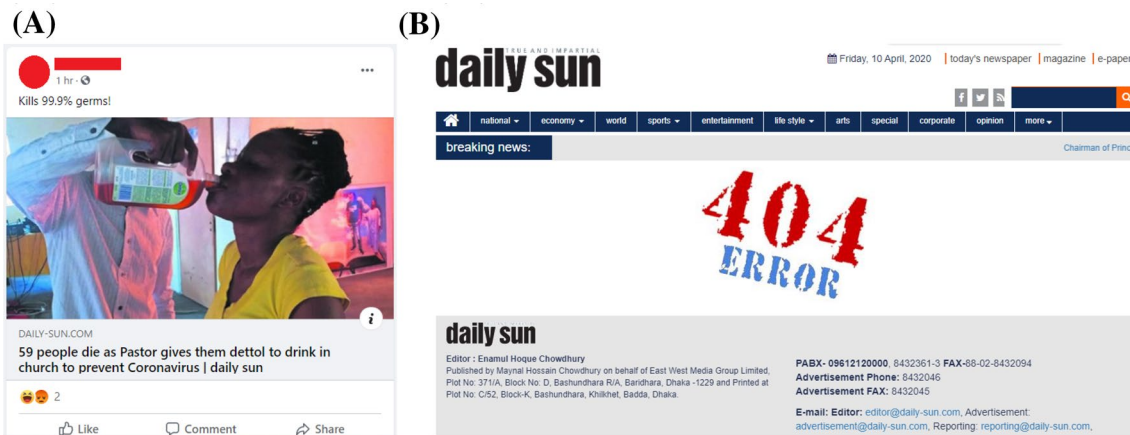 (A)
1 hr
Kills 99.9% germs!
DAILY-SUN.COM
59 people die as Pastor gives them dettol to drink in
church to prevent Coronavirus | daily sun
2
Like Comment Share
(B)
TRUE AND IMPARTIAL
daily sun
Friday, 10 April, 2020 | today's newspaper | magazine | e-paper
national economy world sports entertainment life style arts special corporate opinion more
breaking news:
Chairman of Princ
404
ERROR
daily sun
Editor : Enamul Hoque Chowdhury
Published by Maynal Hossain Chowdhury on behalf of East West Media Group Limited,
Plot No: 371/A, Block No: D, Bashundhara R/A, Baridhara, Dhaka -1229 and Printed at
Plot No: C/52, Block-K, Bashundhara, Khilkhet, Badda, Dhaka.
PABX- 09612120000, 8432361-3 FAX-88-02-8432094
Advertisement Phone: 8432046
Advertisement FAX: 8432045
E-mail: Editor: editor@daily-sun.com, Advertisement:
advertisement@daily-sun.com, Reporting: reporting@daily-sun.com,